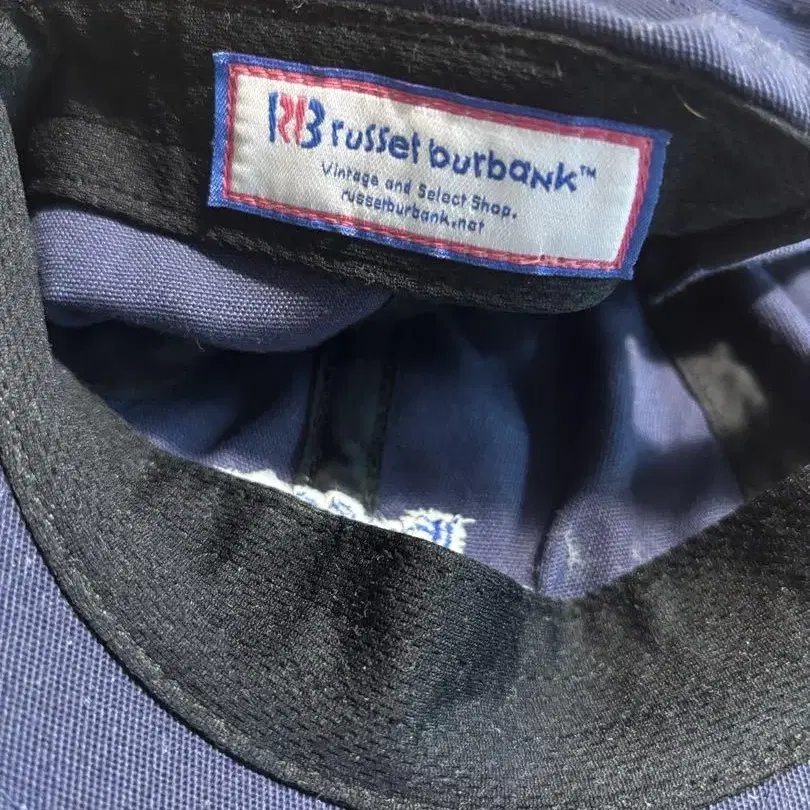 RB russet burbank™
Vintage and Select Shop.
russetburbank.net